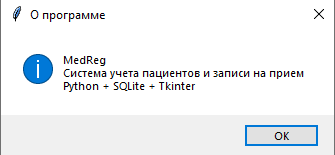 О программе
MedReg
Система учета пациентов и записи на прием
Python + SQLite + Tkinter
OK